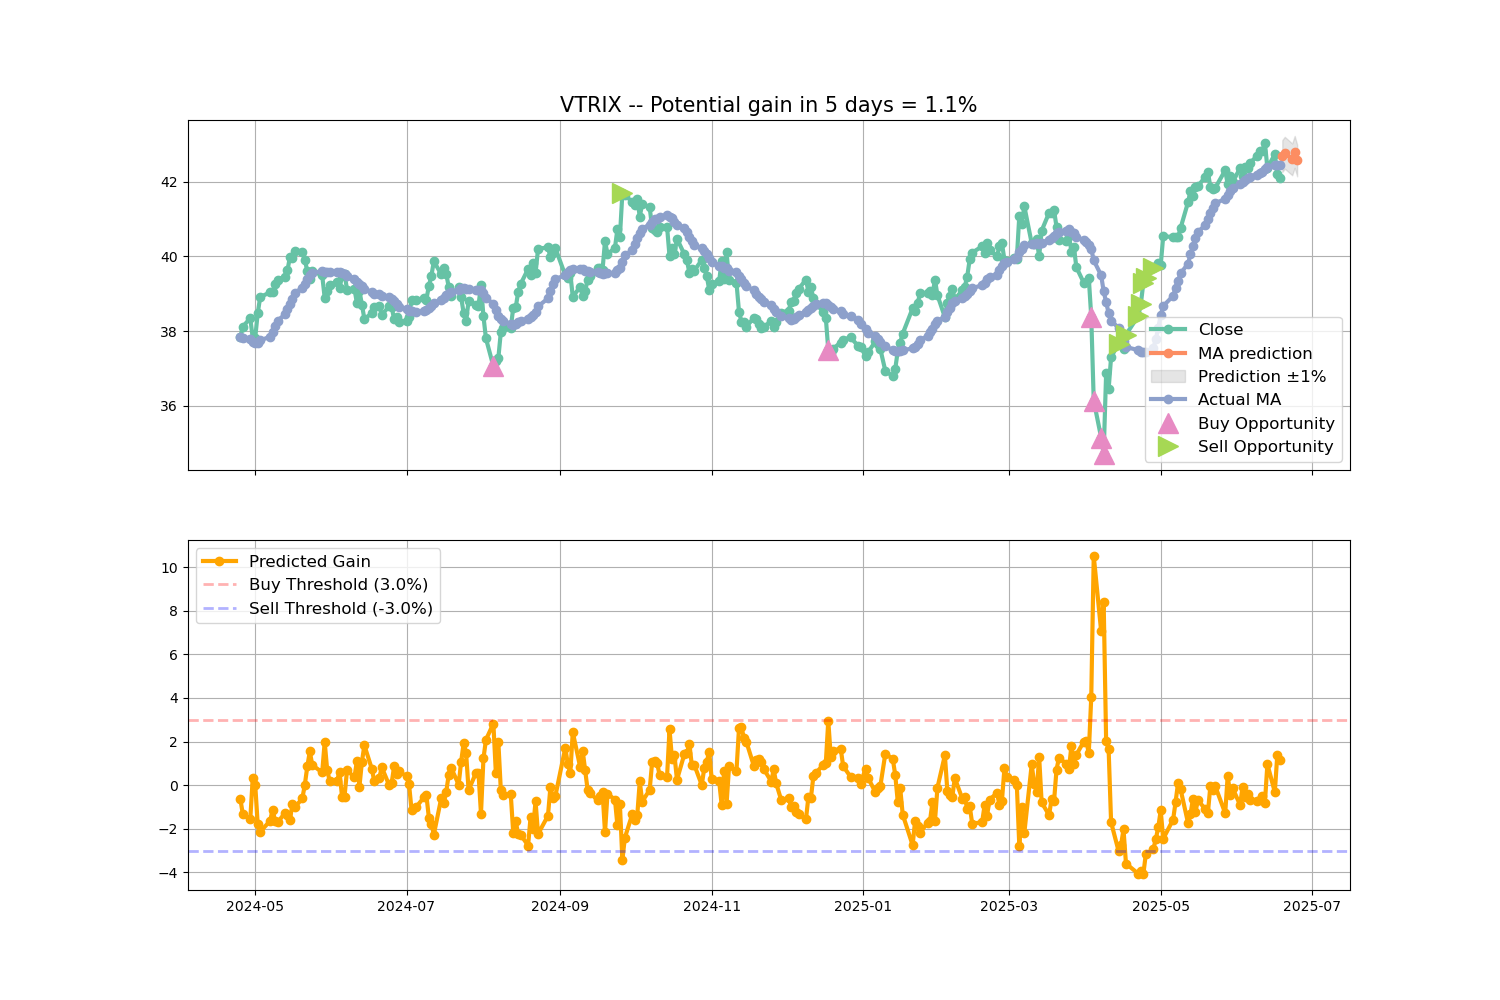 VTRIX -- Potential gain in 5 days = 1.1%
42
40
38
36
Close
MA prediction
Prediction ±1%
Actual MA
Buy Opportunity
Sell Opportunity
10
8
6
4
2
0
−2
−4
Predicted Gain
Buy Threshold (3.0%)
Sell Threshold (-3.0%)
2024-05
2024-07
2024-09
2024-11
2025-01
2025-03
2025-05
2025-07